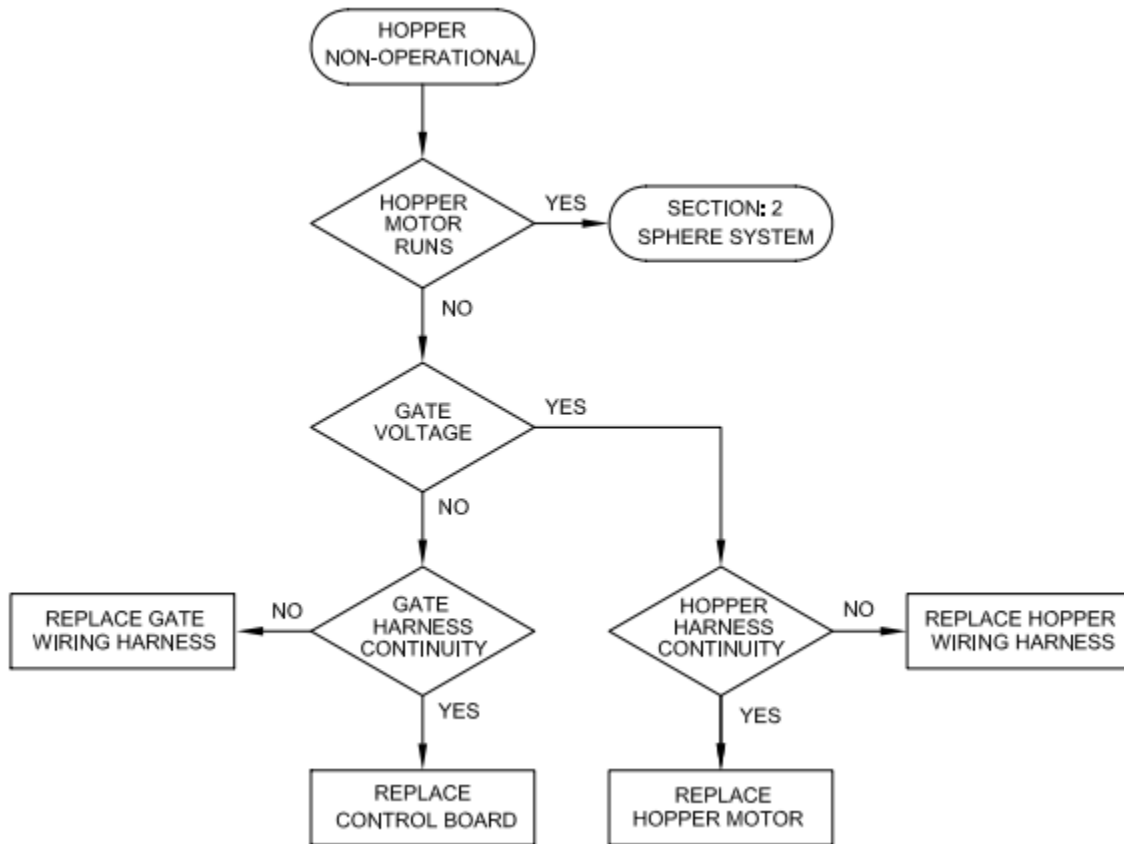 HOPPER
NON-OPERATIONAL
HOPPER
MOTOR
RUNS
YES
SECTION: 2
SPHERE SYSTEM
NO
GATE
VOLTAGE
YES
NO
REPLACE GATE
WIRING HARNESS
NO
GATE
HARNESS
CONTINUITY
HOPPER
HARNESS
CONTINUITY
NO
REPLACE HOPPER
WIRING HARNESS
YES
YES
REPLACE
CONTROL BOARD
REPLACE
HOPPER MOTOR